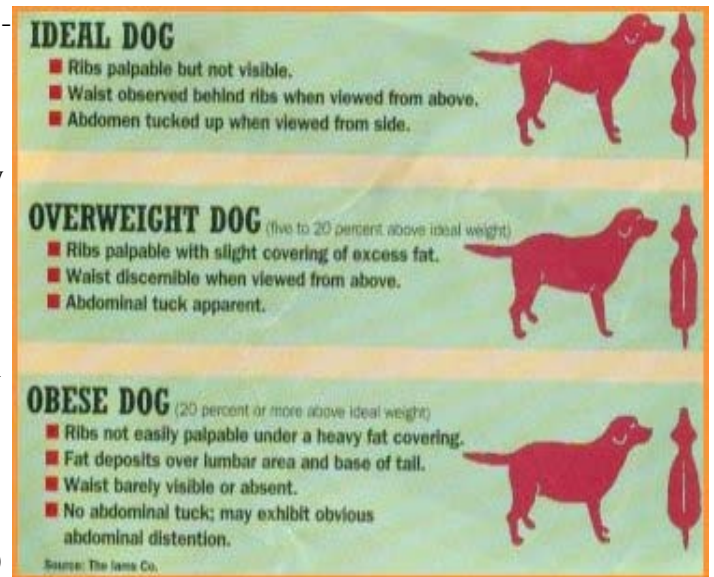 IDEAL DOG
■ Ribs palpable but not visible.
■ Waist observed behind ribs when viewed from above.
■ Abdomen tucked up when viewed from side.
OVERWEIGHT DOG (five to 20 percent above ideal weight)
■ Ribs palpable with slight covering of excess fat.
■ Waist discernible when viewed from above.
■ Abdominal tuck apparent.
OBESE DOG (20 percent or more above ideal weight)
■ Ribs not easily palpable under a heavy fat covering.
■ Fat deposits over lumbar area and base of tail.
■ Waist barely visible or absent.
■ No abdominal tuck; may exhibit obvious
abdominal distention.
Source: The Iams Co.